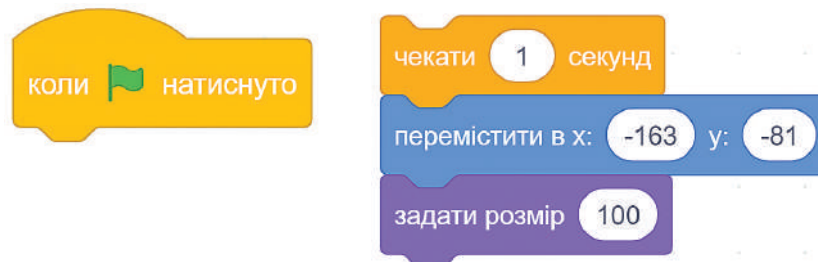 коли натиснуто
чекати 1 секунд
перемістити в x: -163 y: -81
задати розмір 100